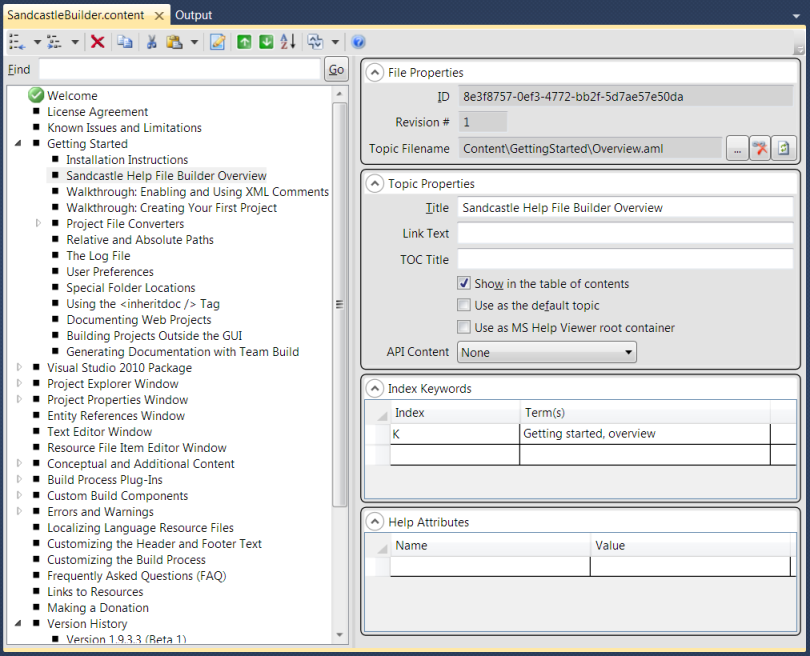 SandcastleBuilder.content
Output
Find
Go
Welcome
License Agreement
Known Issues and Limitations
Getting Started
Installation Instructions
Sandcastle Help File Builder Overview
Walkthrough: Enabling and Using XML Comments
Walkthrough: Creating Your First Project
Project File Converters
Relative and Absolute Paths
The Log File
User Preferences
Special Folder Locations
Using the <inheritdoc /> Tag
Documenting Web Projects
Building Projects Outside the GUI
Generating Documentation with Team Build
Visual Studio 2010 Package
Project Explorer Window
Project Properties Window
Entity References Window
Text Editor Window
Resource File Item Editor Window
Conceptual and Additional Content
Build Process Plug-Ins
Custom Build Components
Errors and Warnings
Localizing Language Resource Files
Customizing the Header and Footer Text
Customizing the Build Process
Frequently Asked Questions (FAQ)
Links to Resources
Making a Donation
Version History
Version 1.9.3.3 (Beta 1)
File Properties
ID 8e3f8757-0ef3-4772-bb2f-5d7ae57e50da
Revision # 1
Topic Filename Content\GettingStarted\Overview.aml ...
Topic Properties
Title Sandcastle Help File Builder Overview
Link Text
TOC Title
Show in the table of contents
Use as the default topic
Use as MS Help Viewer root container
API Content None
Index Keywords
Index Term(s)
K Getting started, overview
Help Attributes
Name Value